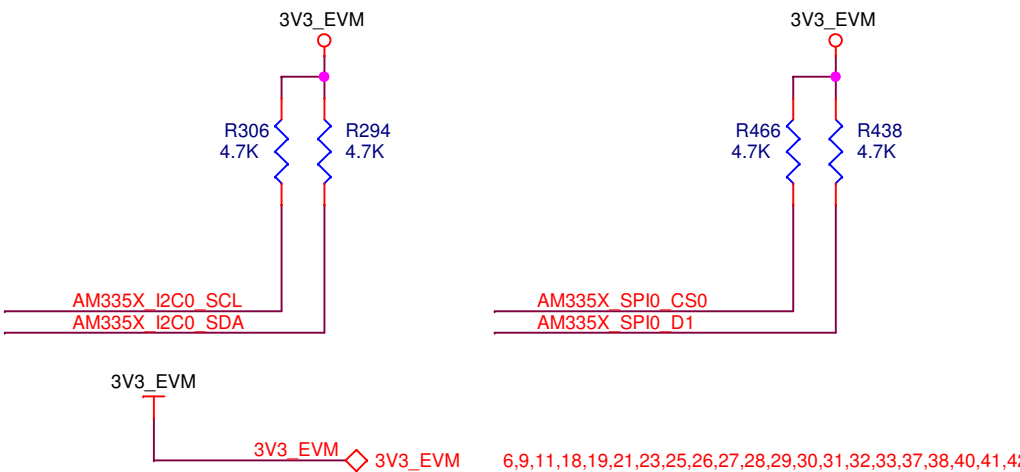 3V3_EVM
3V3_EVM
R306
4.7K
R294
4.7K
R466
4.7K
R438
4.7K
AM335X_I2C0_SCL
AM335X_I2C0_SDA
AM335X_SPI0_CS0
AM335X_SPI0_D1
3V3_EVM
3V3_EVM
3V3_EVM
6,9,11,18,19,21,23,25,26,27,28,29,30,31,32,33,37,38,40,41,42